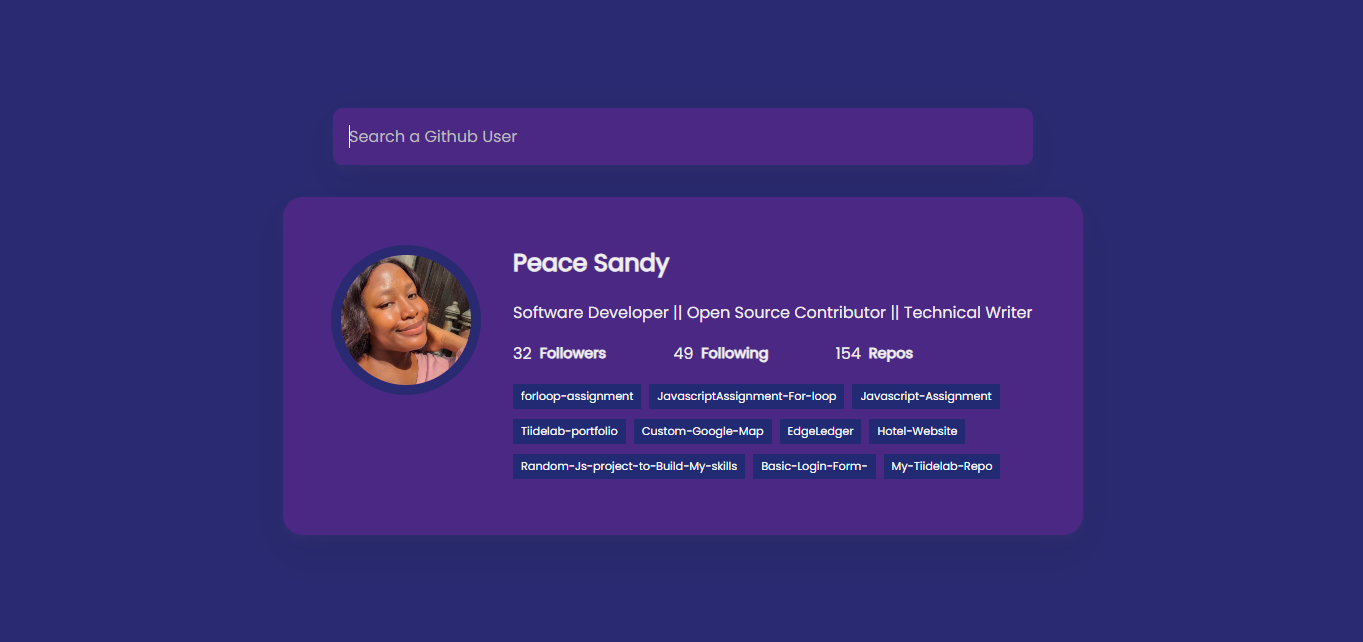 Search a Github User
Peace Sandy
Software Developer || Open Source Contributor || Technical Writer
32 Followers 49 Following 154 Repos
forloop-assignment JavascriptAssignment-For-loop Javascript-Assignment
Tiidelab-portfolio Custom-Google-Map EdgeLedger Hotel-Website
Random-Js-project-to-Build-My-skills Basic-Login-Form- My-Tiidelab-Repo